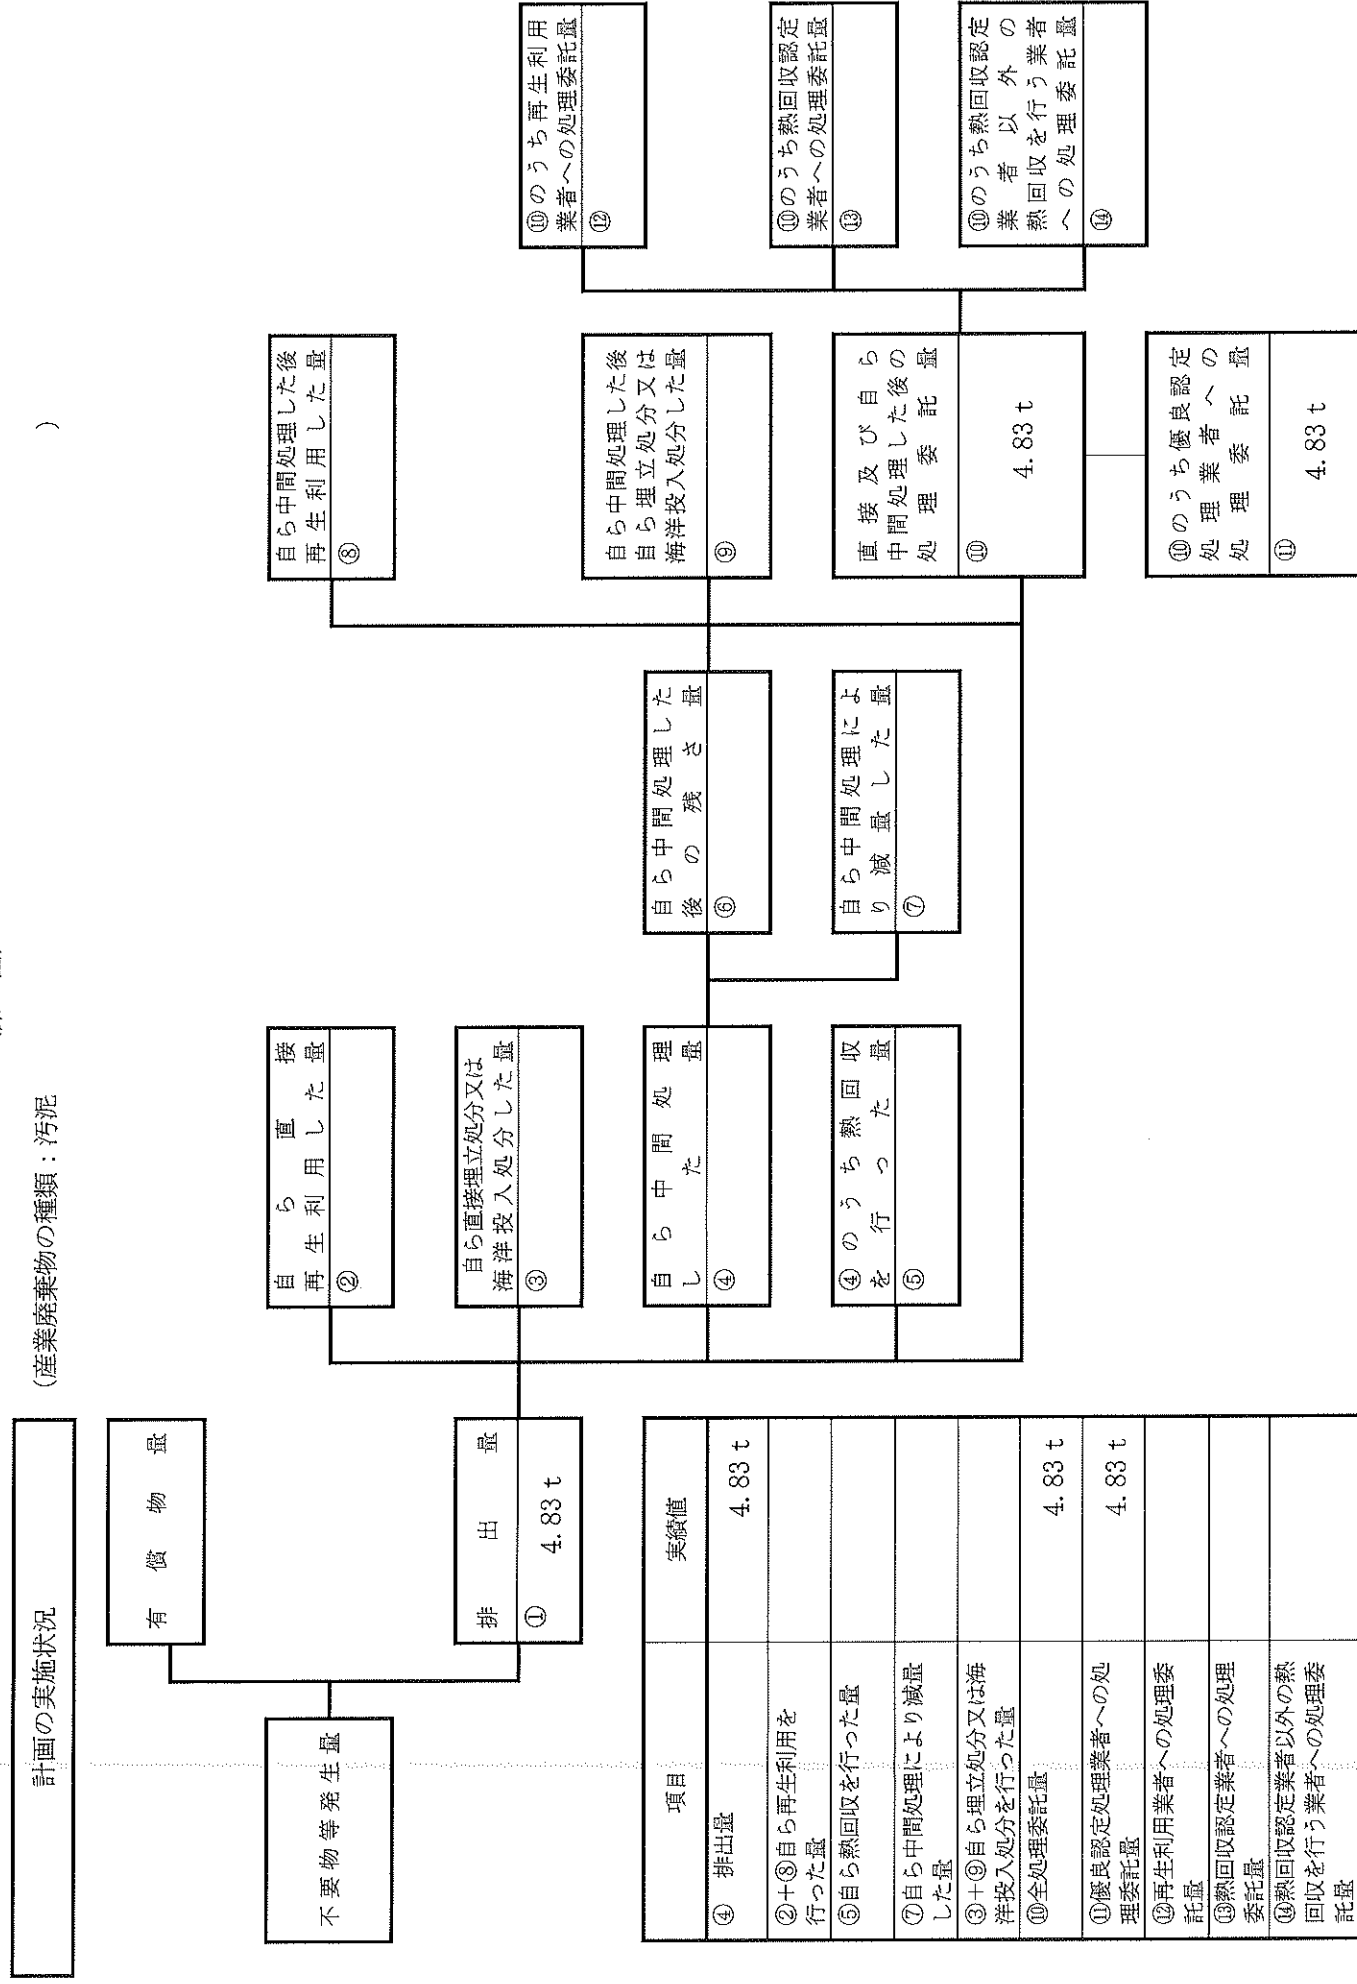 計画の実施状況
(産業廃棄物の種類：汚泥
)
不要物等発生量
有償物量
排出量
①
4.83 t
自ら直接
再生利用した量
②
自ら直接埋立処分又は
海洋投入処分した量
③
自ら中間処理
した量
④
④のうち熱回収
を行った量
⑤
自ら中間処理した
後の残さ量
⑥
自ら中間処理によ
り減量した量
⑦
自ら中間処理した後
再生利用した量
⑧
自ら中間処理した後
自ら埋立処分又は
海洋投入処分した量
⑨
直接及び自ら
中間処理した後の
処理委託量
⑩
4.83 t
⑩のうち優良認定
処理業者への
処理委託量
⑪
4.83 t
⑩のうち再生利用
業者への処理委託量
⑫
⑩のうち熱回収認定
業者への処理委託量
⑬
⑩のうち熱回収認定
業者以外の
熱回収を行う業者
への処理委託量
⑭
項目 実績値
④ 排出量 4.83 t
②＋⑧自ら再生利用を
行った量
⑤自ら熱回収を行った量
⑦自ら中間処理により減量
した量
③＋⑨自ら埋立処分又は海
洋投入処分を行った量
⑩全処理委託量 4.83 t
⑪優良認定処理業者への処
理委託量 4.83 t
⑫再生利用業者への処理委
託量
⑬熱回収認定業者への処理
委託量
⑭熱回収認定業者以外の熱
回収を行う業者への処理委
託量